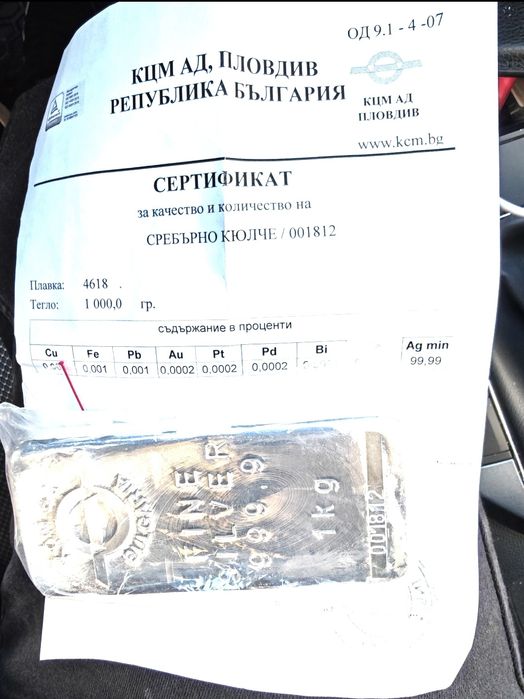 ОД 9.1 - 4 -07
КЦМ АД, ПЛОВДИВ
РЕПУБЛИКА БЪЛГАРИЯ
КЦМ АД
ПЛОВДИВ
www.kcm.bg
СЕРТИФИКАТ
за качество и количество на
СРЕБЪРНО КЮЛЧЕ / 001812
Плавка: 4618 .
Тегло: 1 000,0 гр.
съдържание в проценти
Cu Fe Pb Au Pt Pd Bi Ag min
0,001 0,001 0,0002 0,0002 0,0002 99,99
FINE
SILVER
999.9
1kg
001812